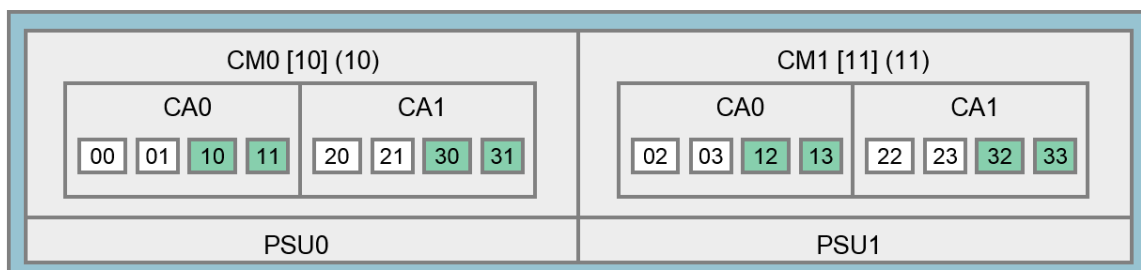 CM0 [10] (10)
CM1 [11] (11)
CA0 CA1
CA0 CA1
00 01 10 11 20 21 30 31
02 03 12 13 22 23 32 33
PSU0
PSU1